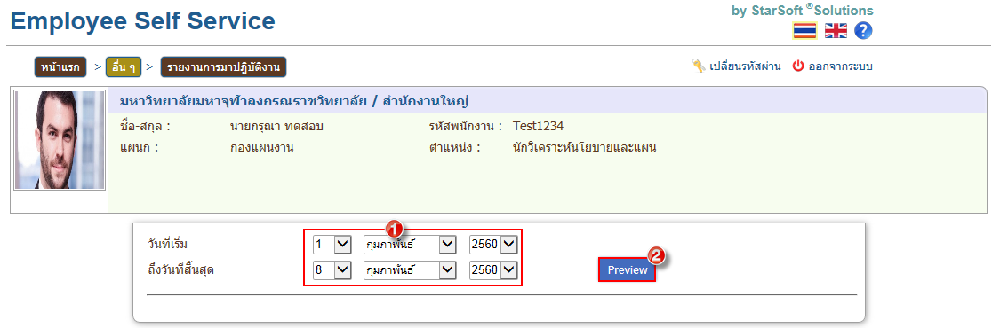 Employee Self Service
by StarSoft ®Solutions
หน้าแรก > อื่น ๆ > รายงานการมาปฏิบัติงาน
เปลี่ยนรหัสผ่าน ออกจากระบบ
มหาวิทยาลัยมหาจุฬาลงกรณราชวิทยาลัย / สำนักงานใหญ่
ชื่อ-สกุล : นายกรุณา ทดสอบ รหัสพนักงาน : Test1234
แผนก : กองแผนงาน ตำแหน่ง : นักวิเคราะห์นโยบายและแผน
1
วันที่เริ่ม 1 กุมภาพันธ์ 2560
ถึงวันที่สิ้นสุด 8 กุมภาพันธ์ 2560 Preview 2